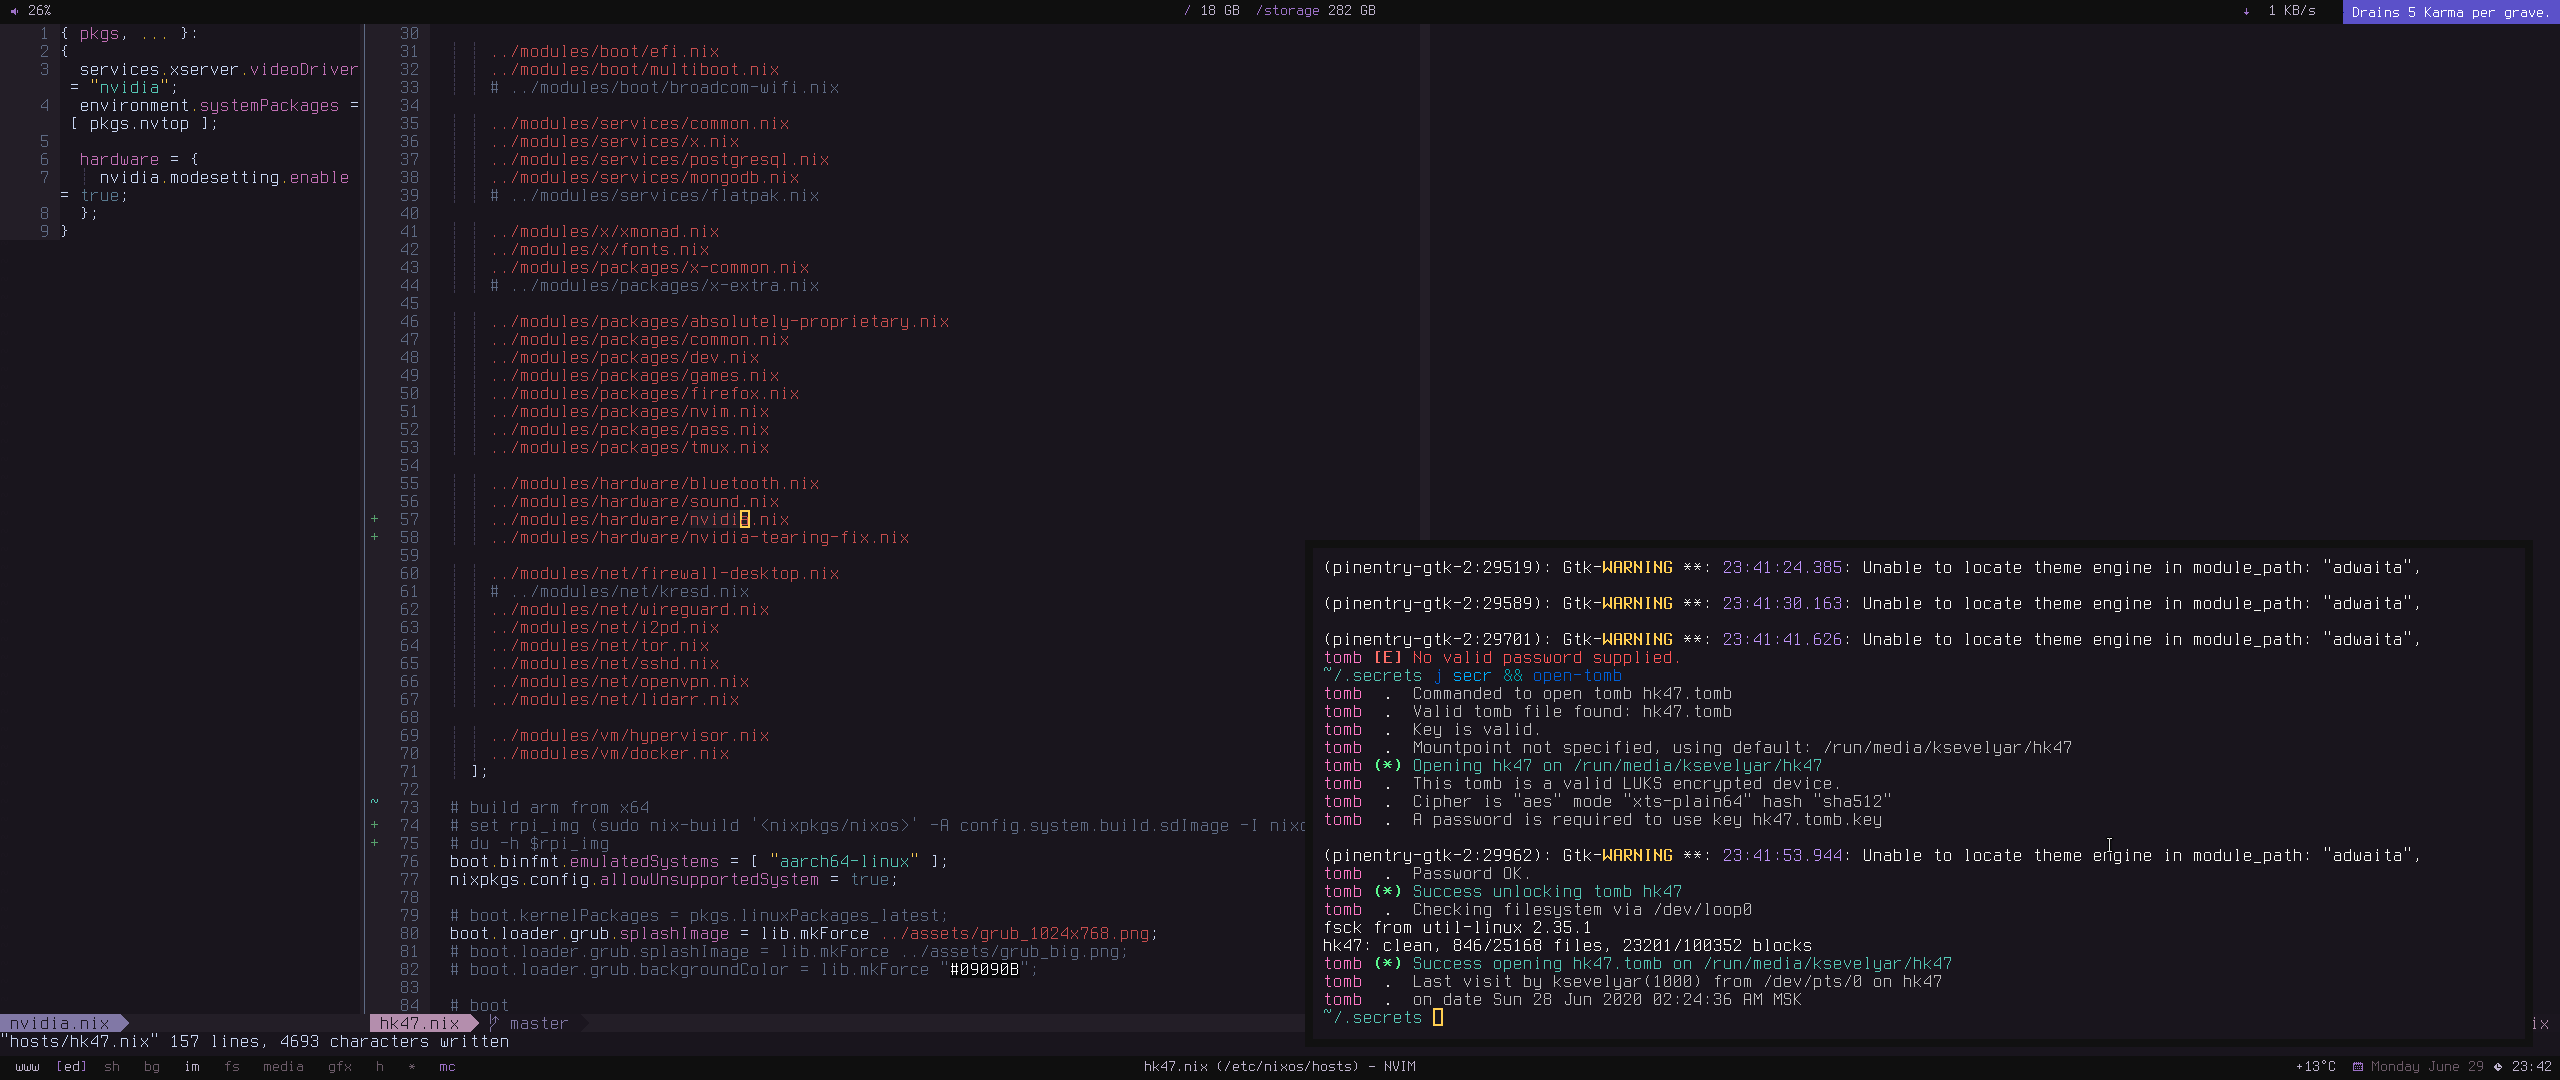 26%
/ 18 GB /storage 282 GB
↓ 1 KB/s
Drains 5 Karma per grave.
1 { pkgs, ... }:
2 {
3 services.xserver.videoDriver
= "nvidia";
4 environment.systemPackages =
[ pkgs.nvtop ];
5
6 hardware = {
7 nvidia.modesetting.enable
= true;
8 };
9 }
30
31 ../modules/boot/efi.nix
32 ../modules/boot/multiboot.nix
33 # ../modules/boot/broadcom-wifi.nix
34
35 ../modules/services/common.nix
36 ../modules/services/x.nix
37 ../modules/services/postgresql.nix
38 ../modules/services/mongodb.nix
39 # ../modules/services/flatpak.nix
40
41 ../modules/x/xmonad.nix
42 ../modules/x/fonts.nix
43 ../modules/packages/x-common.nix
44 # ../modules/packages/x-extra.nix
45
46 ../modules/packages/absolutely-proprietary.nix
47 ../modules/packages/common.nix
48 ../modules/packages/dev.nix
49 ../modules/packages/games.nix
50 ../modules/packages/firefox.nix
51 ../modules/packages/nvim.nix
52 ../modules/packages/pass.nix
53 ../modules/packages/tmux.nix
54
55 ../modules/hardware/bluetooth.nix
56 ../modules/hardware/sound.nix
+ 57 ../modules/hardware/nvidia.nix
+ 58 ../modules/hardware/nvidia-tearing-fix.nix
59
60 ../modules/net/firewall-desktop.nix
61 # ../modules/net/kresd.nix
62 ../modules/net/wireguard.nix
63 ../modules/net/i2pd.nix
64 ../modules/net/tor.nix
65 ../modules/net/sshd.nix
66 ../modules/net/openvpn.nix
67 ../modules/net/lidarr.nix
68
69 ../modules/vm/hypervisor.nix
70 ../modules/vm/docker.nix
71 ];
72
~ 73 # build arm from x64
+ 74 # set rpi_img (sudo nix-build '<nixpkgs/nixos>' -A config.system.build.sdImage -I nixo
+ 75 # du -h $rpi_img
76 boot.binfmt.emulatedSystems = [ "aarch64-linux" ];
77 nixpkgs.config.allowUnsupportedSystem = true;
78
79 # boot.kernelPackages = pkgs.linuxPackages_latest;
80 boot.loader.grub.splashImage = lib.mkForce ../assets/grub_1024x768.png;
81 # boot.loader.grub.splashImage = lib.mkForce ../assets/grub_big.png;
82 # boot.loader.grub.backgroundColor = lib.mkForce "#09090B";
83
84 # boot
(pinentry-gtk-2:29519): Gtk-WARNING **: 23:41:24.385: Unable to locate theme engine in module_path: "adwaita",
(pinentry-gtk-2:29589): Gtk-WARNING **: 23:41:30.163: Unable to locate theme engine in module_path: "adwaita",
(pinentry-gtk-2:29701): Gtk-WARNING **: 23:41:41.626: Unable to locate theme engine in module_path: "adwaita",
tomb [E] No valid password supplied.
~/.secrets j secr && open-tomb
tomb . Commanded to open tomb hk47.tomb
tomb . Valid tomb file found: hk47.tomb
tomb . Key is valid.
tomb . Mountpoint not specified, using default: /run/media/ksevelyar/hk47
tomb (*) Opening hk47 on /run/media/ksevelyar/hk47
tomb . This tomb is a valid LUKS encrypted device.
tomb . Cipher is "aes" mode "xts-plain64" hash "sha512"
tomb . A password is required to use key hk47.tomb.key
(pinentry-gtk-2:29962): Gtk-WARNING **: 23:41:53.944: Unable to locate theme engine in module_path: "adwaita",
tomb . Password OK.
tomb (*) Success unlocking tomb hk47
tomb . Checking filesystem via /dev/loop0
fsck from util-linux 2.35.1
hk47: clean, 846/25168 files, 23201/100352 blocks
tomb (*) Success opening hk47.tomb on /run/media/ksevelyar/hk47
tomb . Last visit by ksevelyar(1000) from /dev/pts/0 on hk47
tomb . on date Sun 28 Jun 2020 02:24:36 AM MSK
~/.secrets
nvidia.nix
hk47.nix master
ix
"hosts/hk47.nix" 157 lines, 4693 characters written
www [ed] sh bg im fs media gfx h * mc
hk47.nix (/etc/nixos/hosts) - NVIM
+13°C Monday June 29 23:42